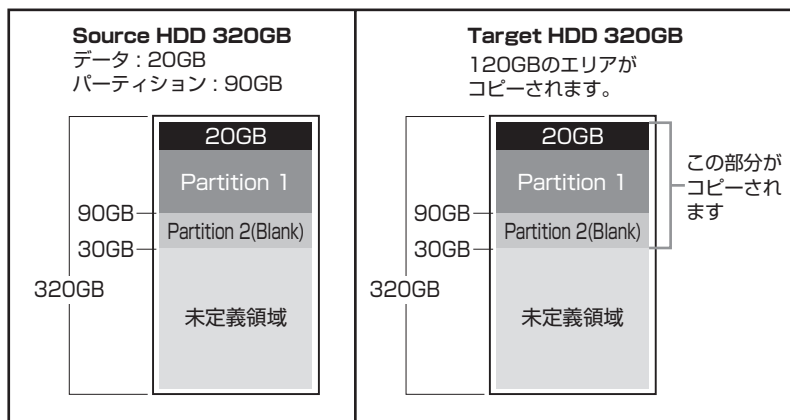 Source HDD 320GB
データ : 20GB
パーティション : 90GB
20GB
Partition 1
90GB
Partition 2(Blank)
30GB
320GB
未定義領域
Target HDD 320GB
120GBのエリアが
コピーされます。
20GB
Partition 1
90GB
Partition 2(Blank)
30GB
320GB
未定義領域
この部分が
コピーされ
ます